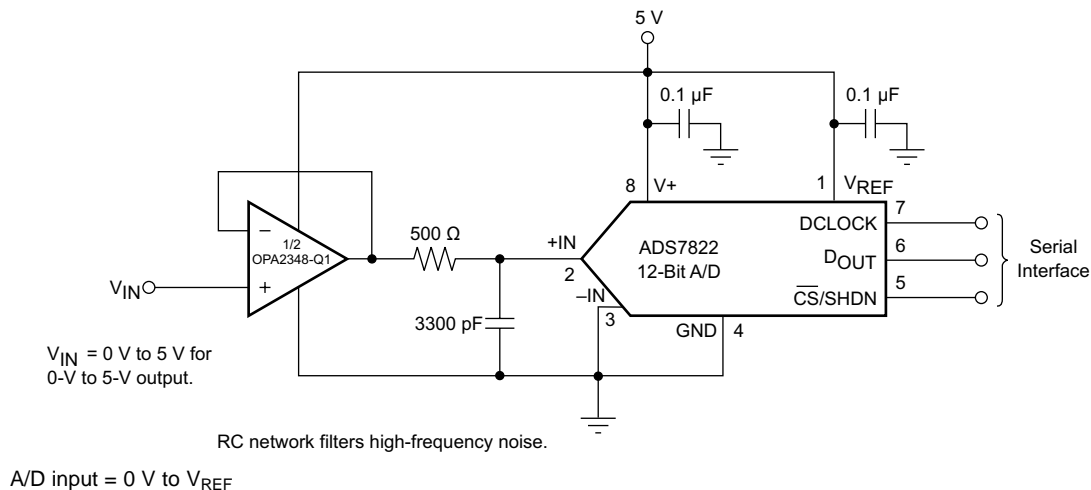 5 V
0.1 µF
0.1 µF
8
V+
1
VREF
−
1/2
OPA2348-Q1
+
VIN
500 Ω
+IN
2
−IN
3
ADS7822
12-Bit A/D
DCLOCK
7
DOUT
6
CS/SHDN
5
Serial
Interface
3300 pF
GND
4
VIN = 0 V to 5 V for
0-V to 5-V output.
RC network filters high-frequency noise.
A/D input = 0 V to VREF